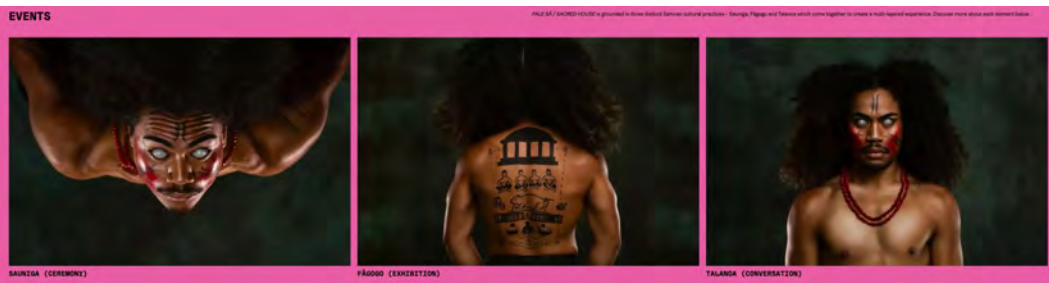 EVENTS
FALE SĀ / SACRED HOUSE is grounded in three distinct Samoan cultural practices - Sauniga, Fāgogo and Talanoa which come together to create a multi-layered experience. Discover more about each element below.
SAUNIGA (CEREMONY)
FĀGOGO (EXHIBITION)
TALANOA (CONVERSATION)